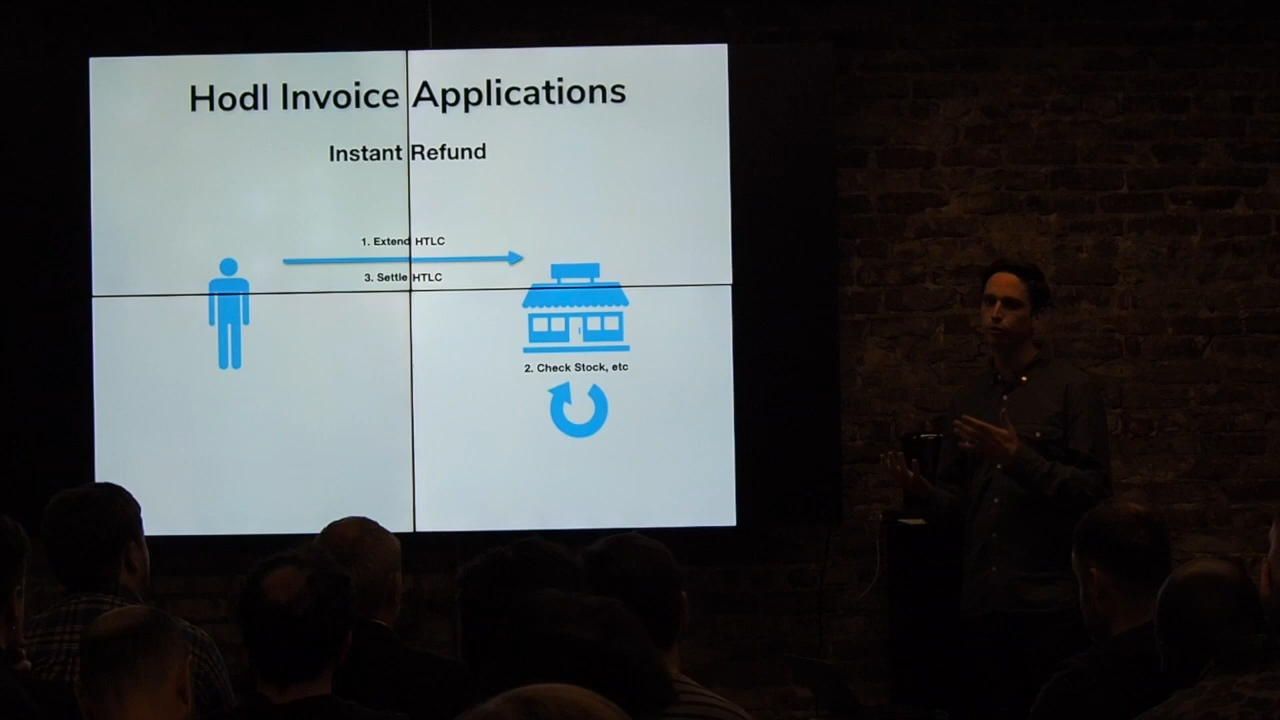 Hodl Invoice Applications
Instant Refund
1. Extend HTLC
3. Settle HTLC
2. Check Stock, etc